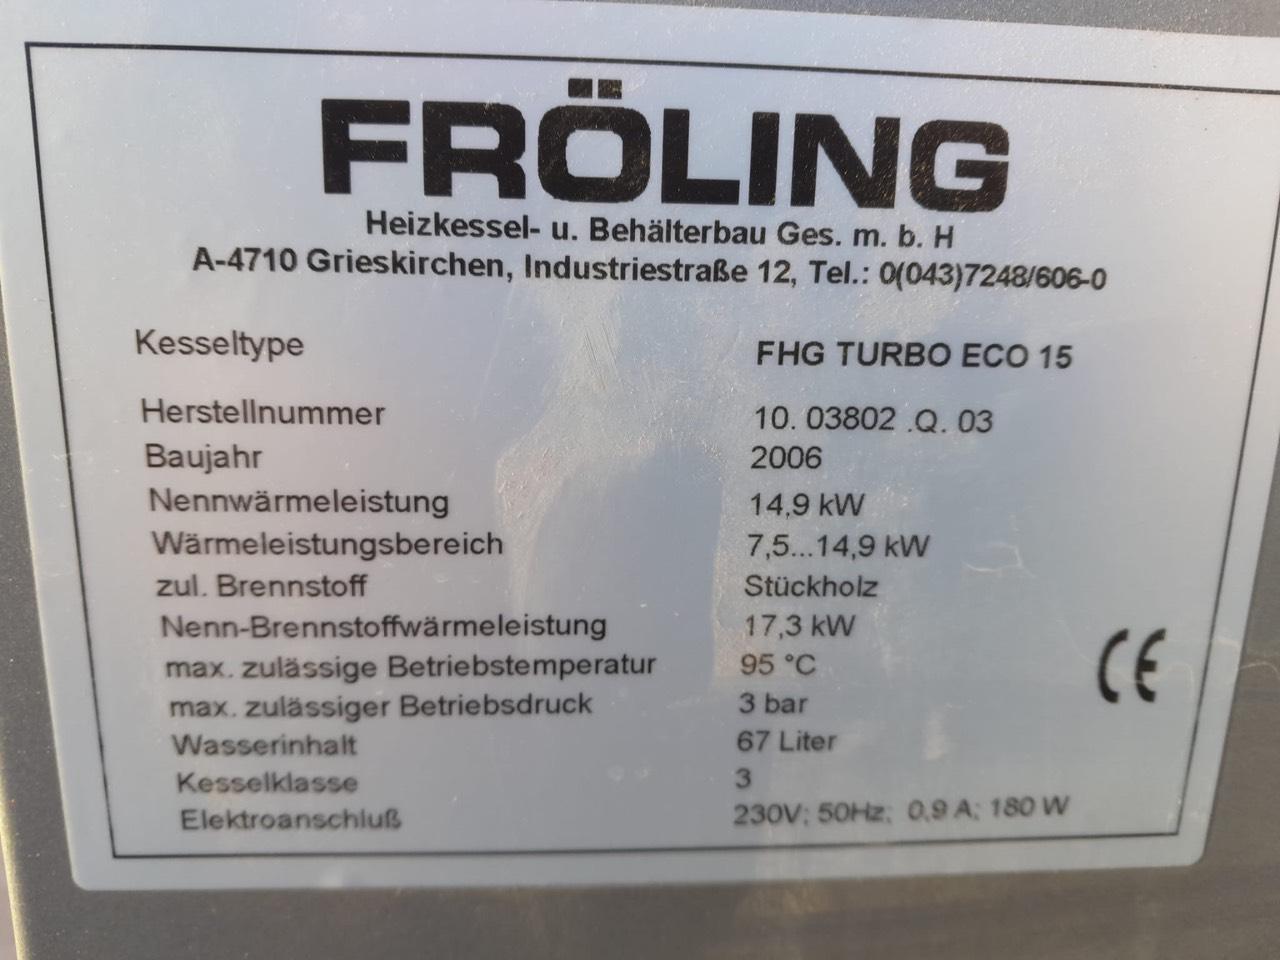 FRÖLING
Heizkessel- u. Behälterbau Ges. m. b. H
A-4710 Grieskirchen, Industriestraße 12, Tel.: 0(043)7248/606-0
Kesseltype FHG TURBO ECO 15
Herstellnummer 10. 03802 .Q. 03
Baujahr 2006
Nennwärmeleistung 14,9 kW
Wärmeleistungsbereich 7,5...14,9 kW
zul. Brennstoff Stückholz
Nenn-Brennstoffwärmeleistung 17,3 kW
max. zulässige Betriebstemperatur 95 °C
max. zulässiger Betriebsdruck 3 bar
Wasserinhalt 67 Liter
Kesselklasse 3
Elektroanschluß 230V; 50Hz; 0,9 A; 180 W
CE